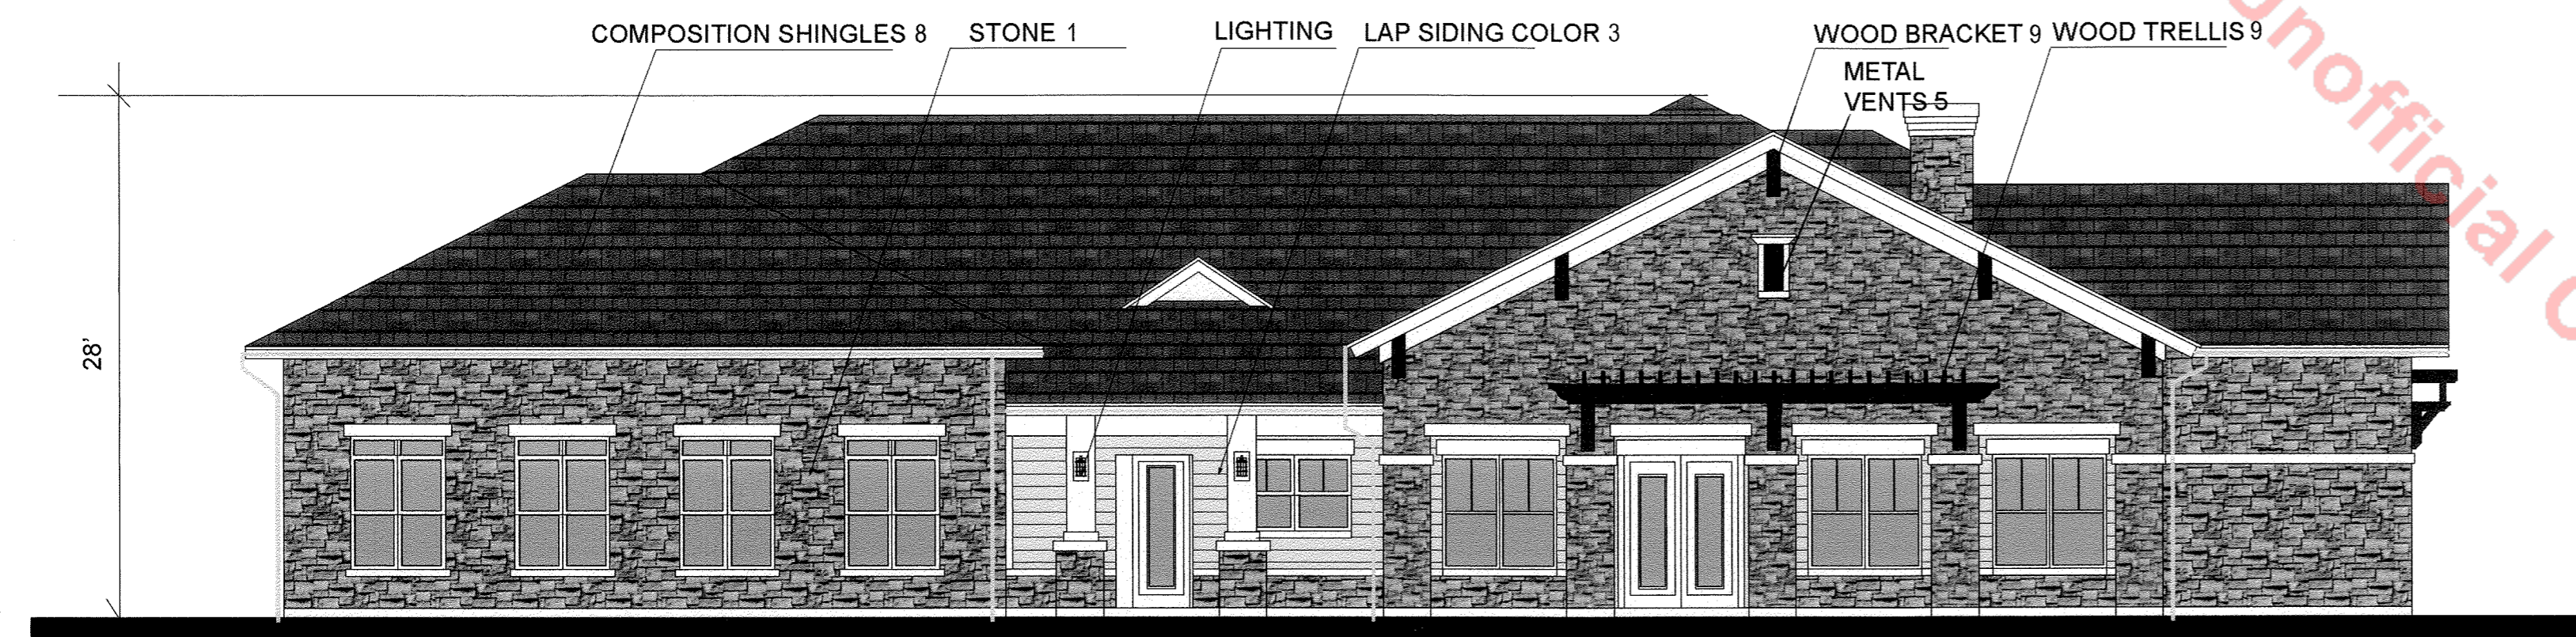 COMPOSITION SHINGLES 8
STONE 1
LIGHTING
LAP SIDING COLOR 3
WOOD BRACKET 9
WOOD TRELLIS 9
METAL
VENTS 5
28'
Unofficial